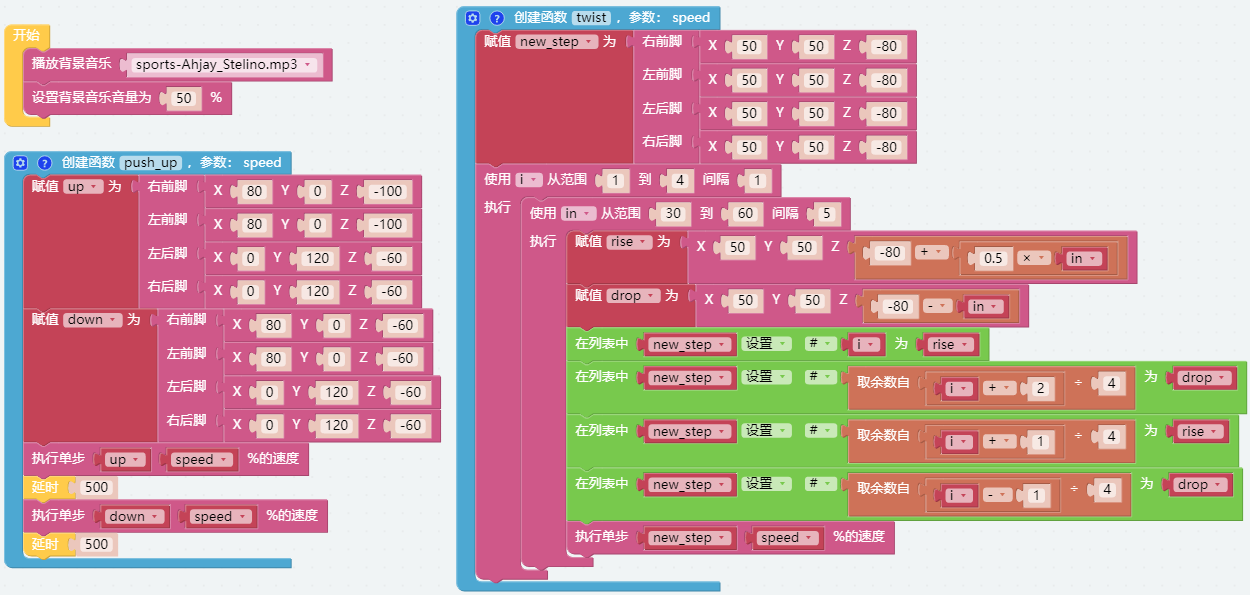 开始
播放背景音乐 sports-Ahjay_Stelino.mp3
设置背景音乐音量为 50 %
创建函数 push_up ，参数： speed
赋值 up 为 右前脚 X 80 Y 0 Z -100
左前脚 X 80 Y 0 Z -100
左后脚 X 0 Y 120 Z -60
右后脚 X 0 Y 120 Z -60
赋值 down 为 右前脚 X 80 Y 0 Z -60
左前脚 X 80 Y 0 Z -60
左后脚 X 0 Y 120 Z -60
右后脚 X 0 Y 120 Z -60
执行单步 up speed %的速度
延时 500
执行单步 down speed %的速度
延时 500
创建函数 twist ，参数： speed
赋值 new_step 为 右前脚 X 50 Y 50 Z -80
左前脚 X 50 Y 50 Z -80
左后脚 X 50 Y 50 Z -80
右后脚 X 50 Y 50 Z -80
使用 i 从范围 1 到 4 间隔 1
执行 使用 in 从范围 30 到 60 间隔 5
执行 赋值 rise 为 X 50 Y 50 Z -80 + 0.5 × in
赋值 drop 为 X 50 Y 50 Z -80 - in
在列表中 new_step 设置 # i 为 rise
在列表中 new_step 设置 # 取余数自 i + 2 ÷ 4 为 drop
在列表中 new_step 设置 # 取余数自 i + 1 ÷ 4 为 rise
在列表中 new_step 设置 # 取余数自 i - 1 ÷ 4 为 drop
执行单步 new_step speed %的速度